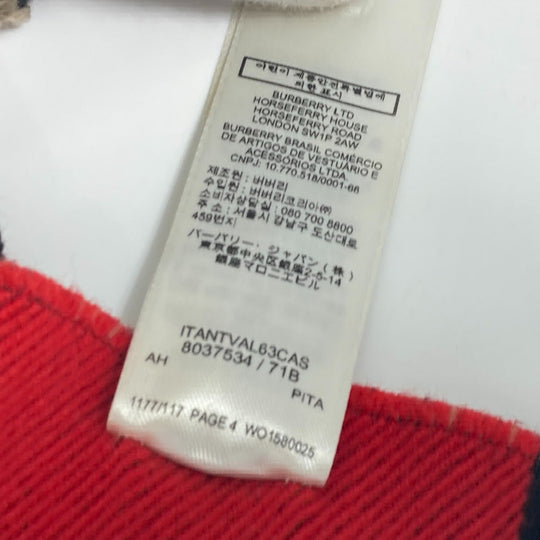 어린이 제품안전특별법에
의한 표시
BURBERRY LTD
HORSEFERRY HOUSE
HORSEFERRY ROAD
LONDON SW1P 2AW
BURBERRY BRASIL COMÉRCIO
DE ARTIGOS DE VESTUÁRIO E
ACESSÓRIOS LTDA.
CNPJ: 10.770.518/0001-66
제조원 : 버버리
수입원 : 버버리코리아㈜
소비자상담실 : 080 700 8800
주 소 : 서울시 강남구 도산대로
459번지
バーバリー・ジャパン(株)
東京都中央区銀座2-5-14
銀座マロニエビル
ITANTVAL63CAS
8037534 / 71B
AH PITA
1177/117 PAGE 4 WO1580025